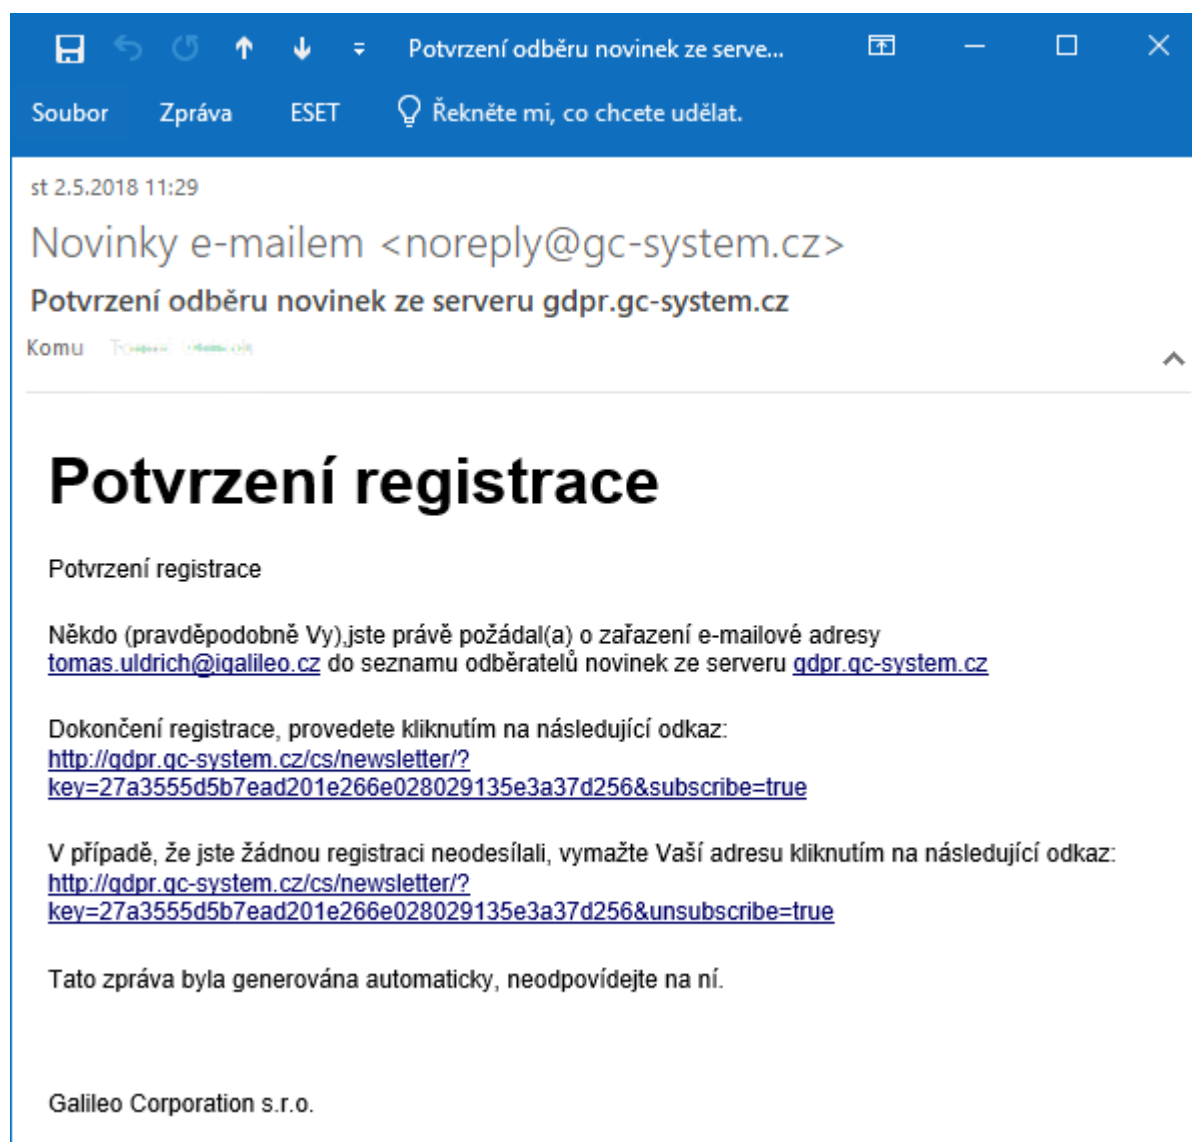 Potvrzení odběru novinek ze serve...
Soubor Zpráva ESET Řekněte mi, co chcete udělat.
st 2.5.2018 11:29
Novinky e-mailem <noreply@gc-system.cz>
Potvrzení odběru novinek ze serveru gdpr.gc-system.cz
Komu
Potvrzení registrace
Potvrzení registrace
Někdo (pravděpodobně Vy),jste právě požádal(a) o zařazení e-mailové adresy
tomas.uldrich@igalileo.cz do seznamu odběratelů novinek ze serveru gdpr.gc-system.cz
Dokončení registrace, provedete kliknutím na následující odkaz:
http://gdpr.gc-system.cz/cs/newsletter/?
key=27a3555d5b7ead201e266e028029135e3a37d256&subscribe=true
V případě, že jste žádnou registraci neodesílali, vymažte Vaší adresu kliknutím na následující odkaz:
http://gdpr.gc-system.cz/cs/newsletter/?
key=27a3555d5b7ead201e266e028029135e3a37d256&unsubscribe=true
Tato zpráva byla generována automaticky, neodpovídejte na ní.
Galileo Corporation s.r.o.